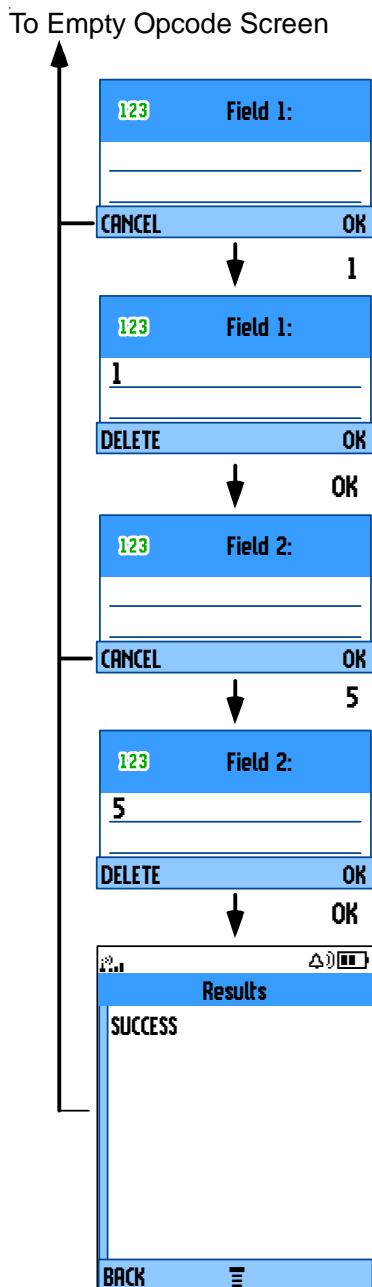 To Empty Opcode Screen
123 Field 1:
CANCEL OK
1
123 Field 1:
1
DELETE OK
OK
123 Field 2:
CANCEL OK
5
123 Field 2:
5
DELETE OK
OK
Results
SUCCESS
BACK